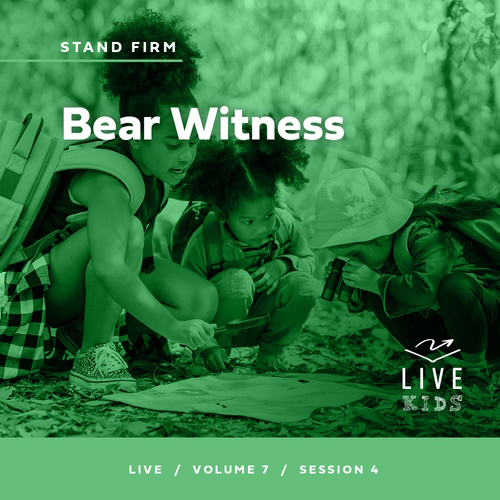 STAND FIRM
Bear Witness
LIVE
KIDS
LIVE / VOLUME 7 / SESSION 4